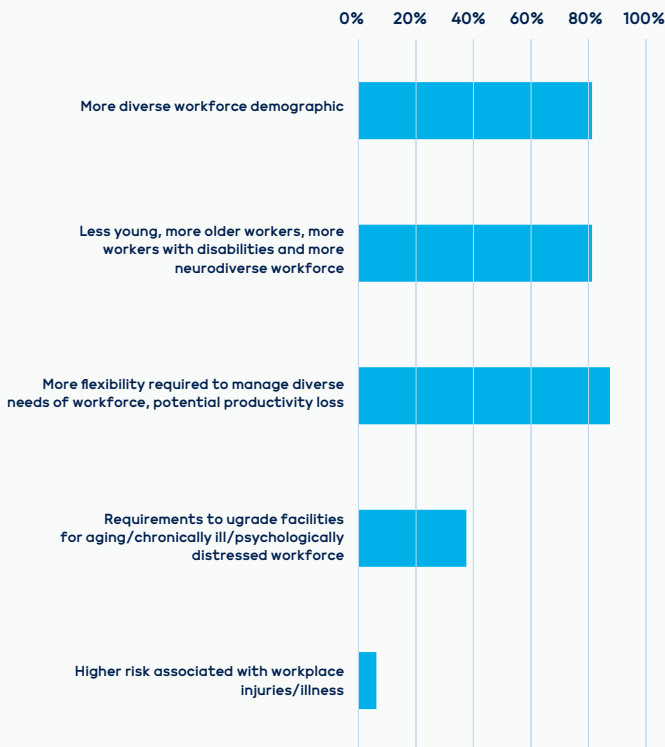 0% 20% 40% 60% 80% 100%
More diverse workforce demographic
Less young, more older workers, more
workers with disabilities and more
neurodiverse workforce
More flexibility required to manage diverse
needs of workforce, potential productivity loss
Requirements to ugrade facilities
for aging/chronically ill/psychologically
distressed workforce
Higher risk associated with workplace
injuries/illness